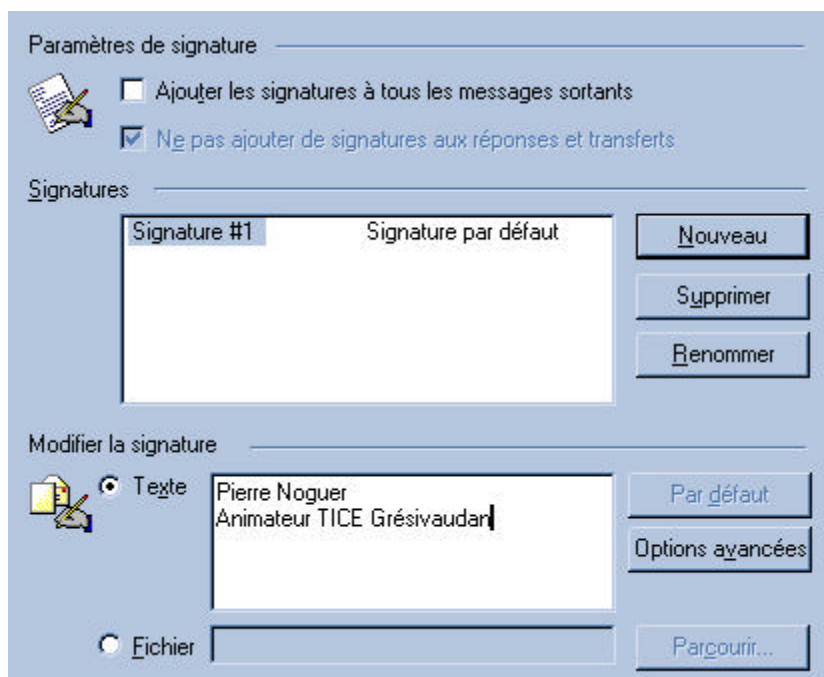 Paramètres de signature
Ajouter les signatures à tous les messages sortants
Ne pas ajouter de signatures aux réponses et transferts
Signatures
Signature #1 Signature par défaut
Nouveau
Supprimer
Renommer
Modifier la signature
Texte
Pierre Noguer
Animateur TICE Grésivaudan
Par défaut
Options avancées
Fichier
Parcourir...